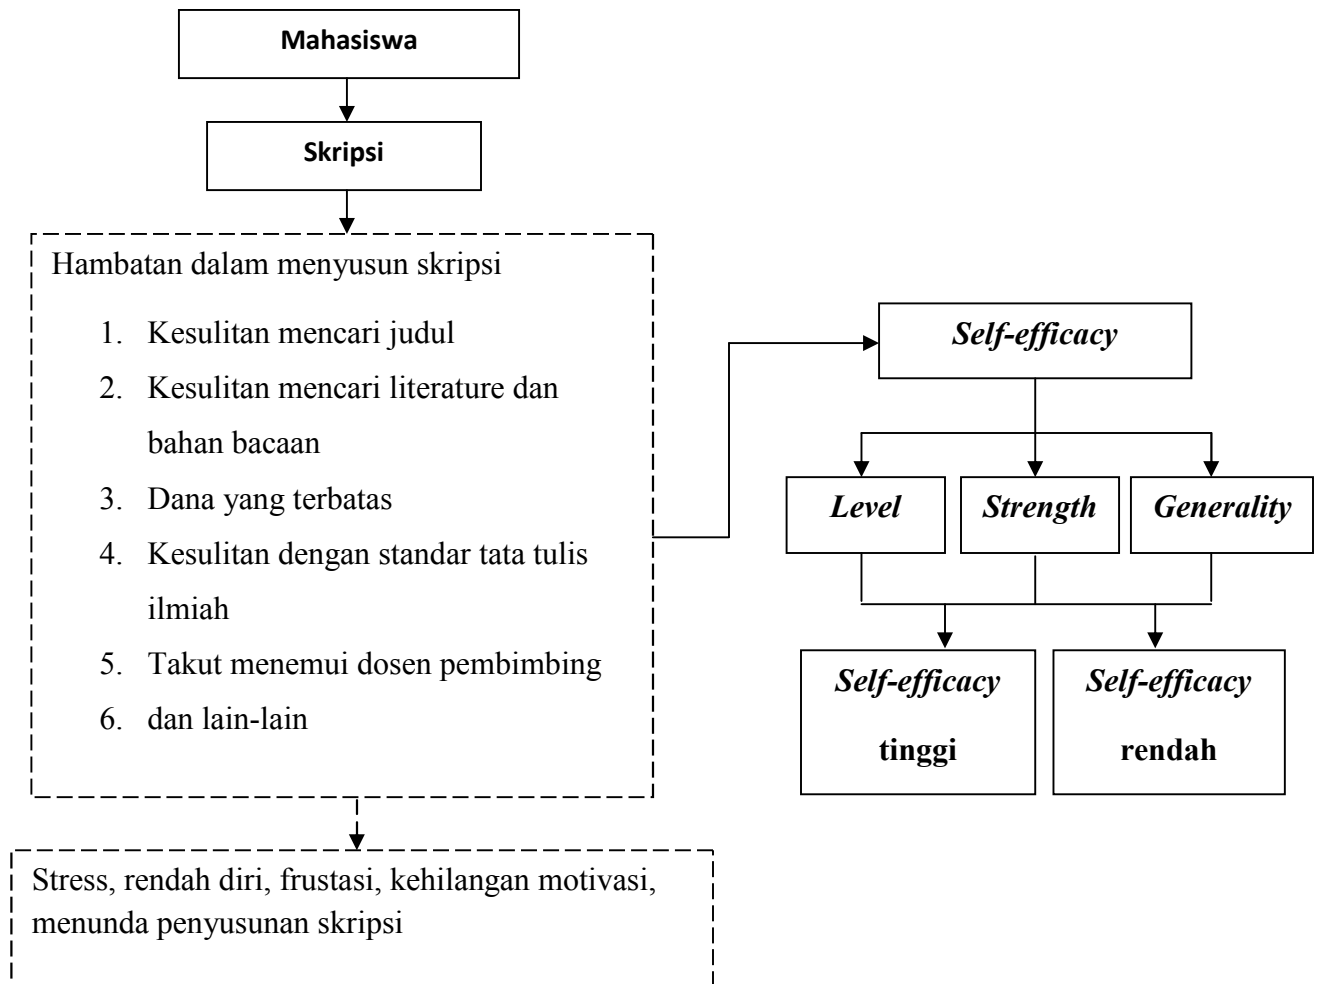 Mahasiswa
Skripsi
Hambatan dalam menyusun skripsi
1. Kesulitan mencari judul
2. Kesulitan mencari literature dan
bahan bacaan
3. Dana yang terbatas
4. Kesulitan dengan standar tata tulis
ilmiah
5. Takut menemui dosen pembimbing
6. dan lain-lain
Stress, rendah diri, frustasi, kehilangan motivasi,
menunda penyusunan skripsi
Self-efficacy
Level
Strength
Generality
Self-efficacy
tinggi
Self-efficacy
rendah